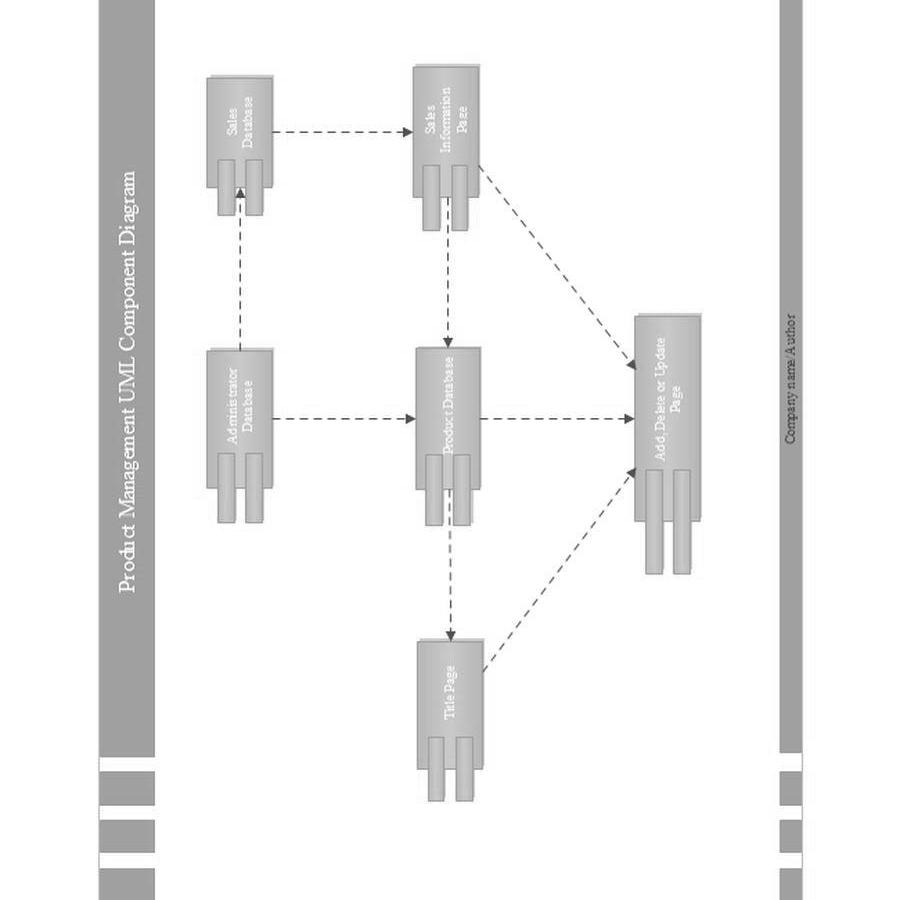 Product Management UML Component Diagram
Sales
Database
Sales
Information
Page
Administrator
Database
Product Database
Add,Delete or Update
Page
Title Page
Company name/Author